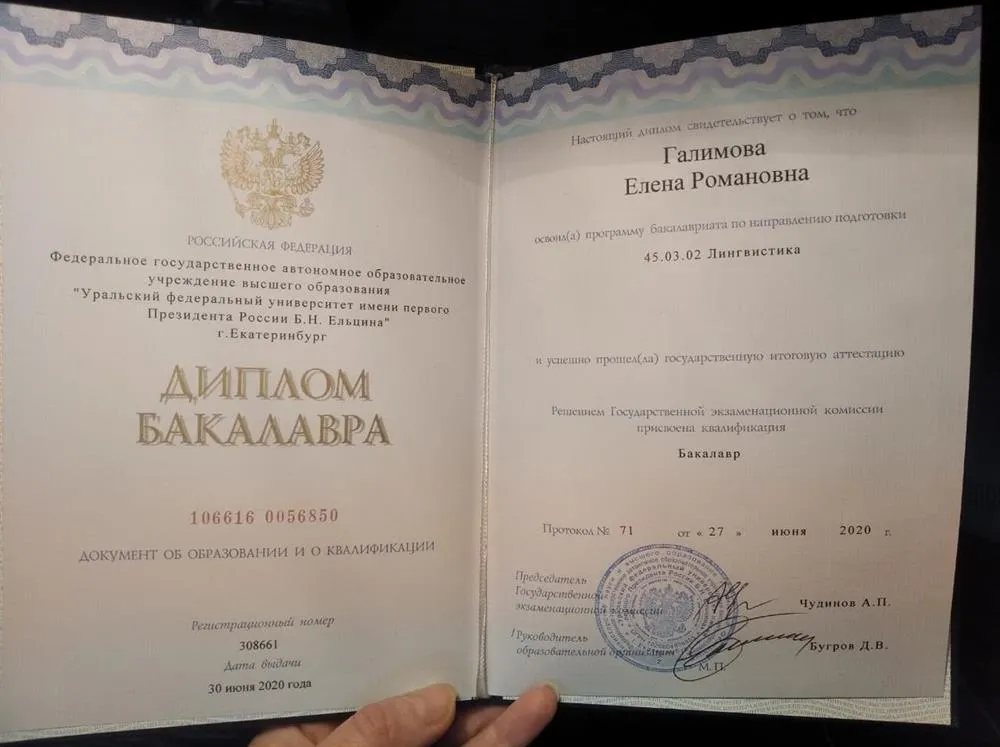 РОССИЙСКАЯ ФЕДЕРАЦИЯ
Федеральное государственное автономное образовательное
учреждение высшего образования
"Уральский федеральный университет имени первого
Президента России Б.Н. Ельцина"
г.Екатеринбург
ДИПЛОМ
БАКАЛАВРА
106616 0056850
ДОКУМЕНТ ОБ ОБРАЗОВАНИИ И О КВАЛИФИКАЦИИ
Регистрационный номер
308661
Дата выдачи
30 июня 2020 года
Настоящий диплом свидетельствует о том, что
Галимова
Елена Романовна
освоил(а) программу бакалавриата по направлению подготовки
45.03.02 Лингвистика
и успешно прошел(ла) государственную итоговую аттестацию
Решением Государственной экзаменационной комиссии
присвоена квалификация
Бакалавр
Протокол № 71 от « 27 » июня 2020 г.
Председатель
Государственной
экзаменационной комиссии
Чудинов А.П.
Руководитель
образовательной организации
Бугров Д.В.
М.П.